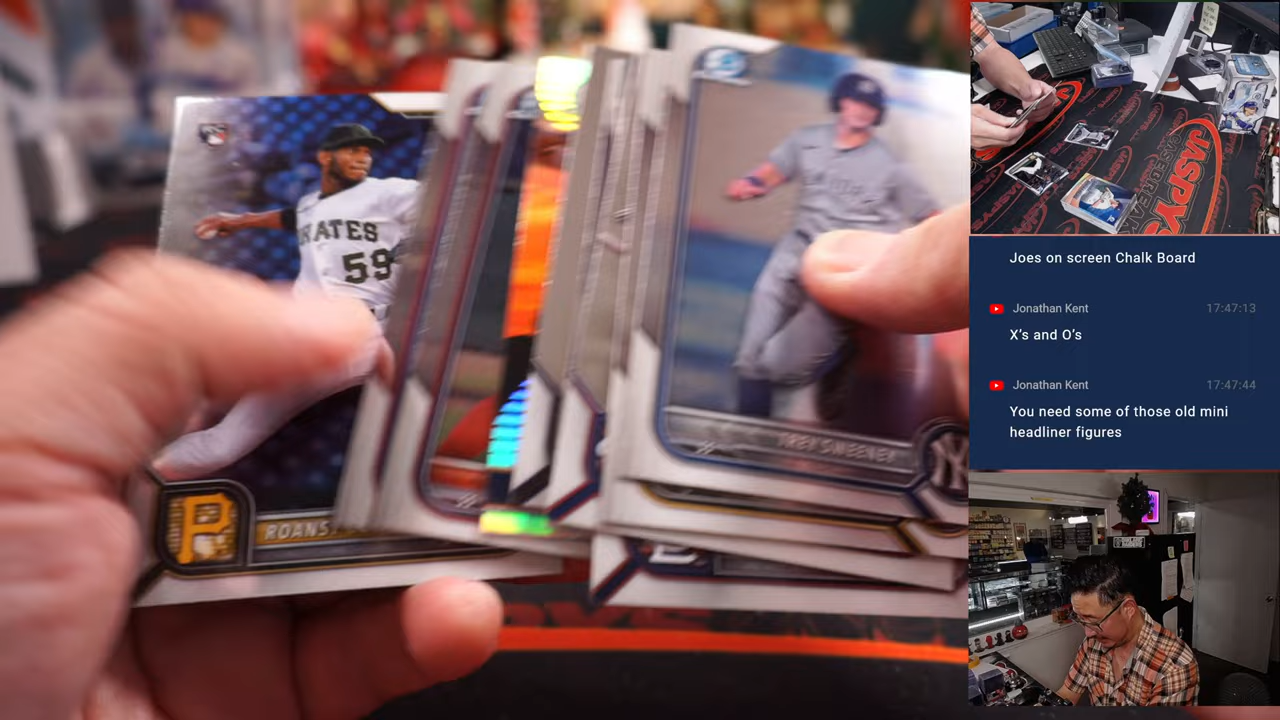 RATES
59
P
ROANS
TREY SWEENEY
JASPY'S
Joes on screen Chalk Board
Jonathan Kent 17:47:13
X's and O's
Jonathan Kent 17:47:44
You need some of those old mini
headliner figures